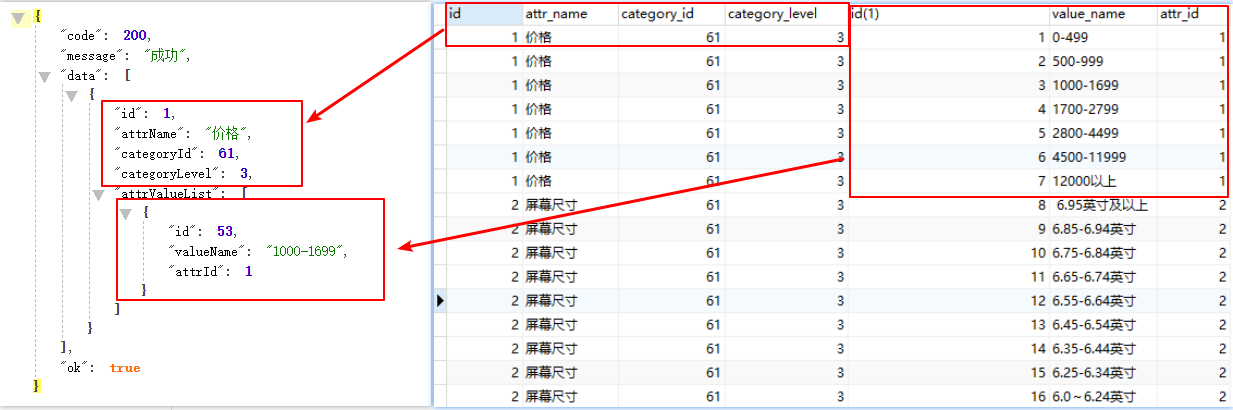 {
"code": 200,
"message": "成功",
"data": [
{
"id": 1,
"attrName": "价格",
"categoryId": 61,
"categoryLevel": 3,
"attrValueList": [
{
"id": 53,
"valueName": "1000-1699",
"attrId": 1
}
]
}
],
"ok": true
}
id attr_name category_id category_level id(1) value_name attr_id
1 价格 61 3 1 0-499 1
1 价格 61 3 2 500-999 1
1 价格 61 3 3 1000-1699 1
1 价格 61 3 4 1700-2799 1
1 价格 61 3 5 2800-4499 1
1 价格 61 3 6 4500-11999 1
1 价格 61 3 7 12000以上 1
2 屏幕尺寸 61 3 8 6.95英寸及以上 2
2 屏幕尺寸 61 3 9 6.85-6.94英寸 2
2 屏幕尺寸 61 3 10 6.75-6.84英寸 2
2 屏幕尺寸 61 3 11 6.65-6.74英寸 2
2 屏幕尺寸 61 3 12 6.55-6.64英寸 2
2 屏幕尺寸 61 3 13 6.45-6.54英寸 2
2 屏幕尺寸 61 3 14 6.35-6.44英寸 2
2 屏幕尺寸 61 3 15 6.25-6.34英寸 2
2 屏幕尺寸 61 3 16 6.0～6.24英寸 2